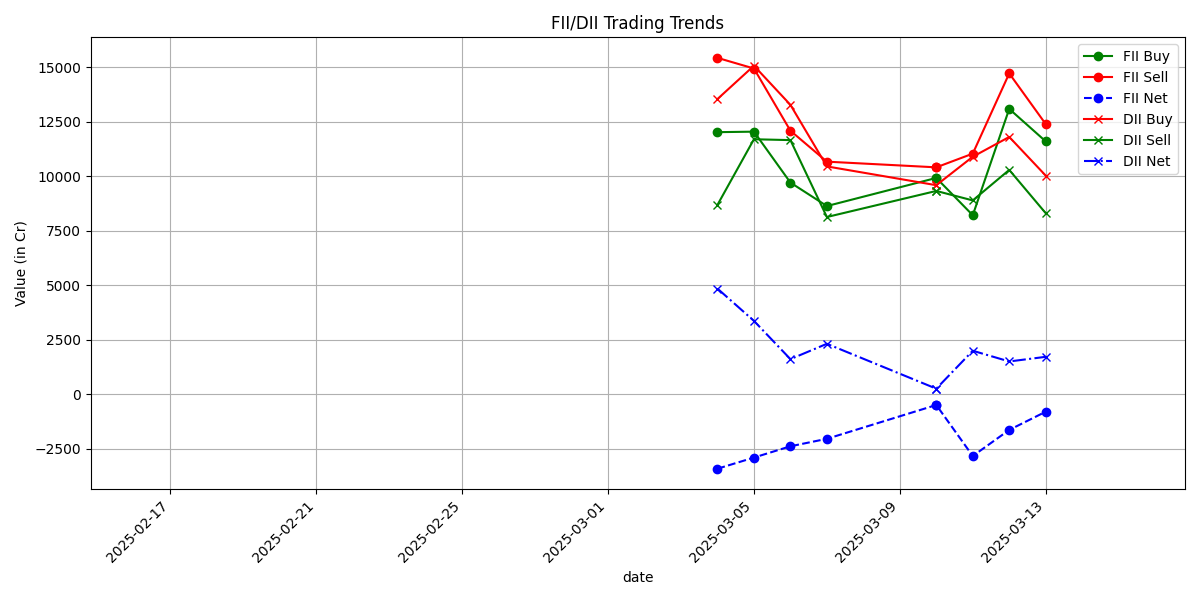 FII/DII Trading Trends
Value (in Cr)
15000
12500
10000
7500
5000
2500
0
−2500
FII Buy
FII Sell
FII Net
DII Buy
DII Sell
DII Net
2025-02-17
2025-02-21
2025-02-25
2025-03-01
2025-03-05
2025-03-09
2025-03-13
date